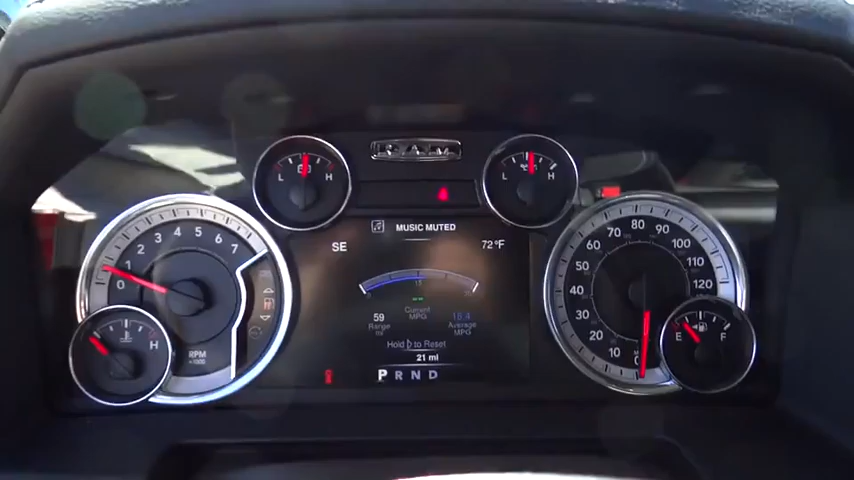 RAM
L H
L H
MUSIC MUTED
SE 72°F
0 1 2 3 4 5 6 7
RPM
×1000
C H
Current
MPG
59
Range
18.4
Average
MPG
Hold to Reset
21 mi
P R N D
0 10 20 30 40 50 60 70 80 90 100 110 120
E F